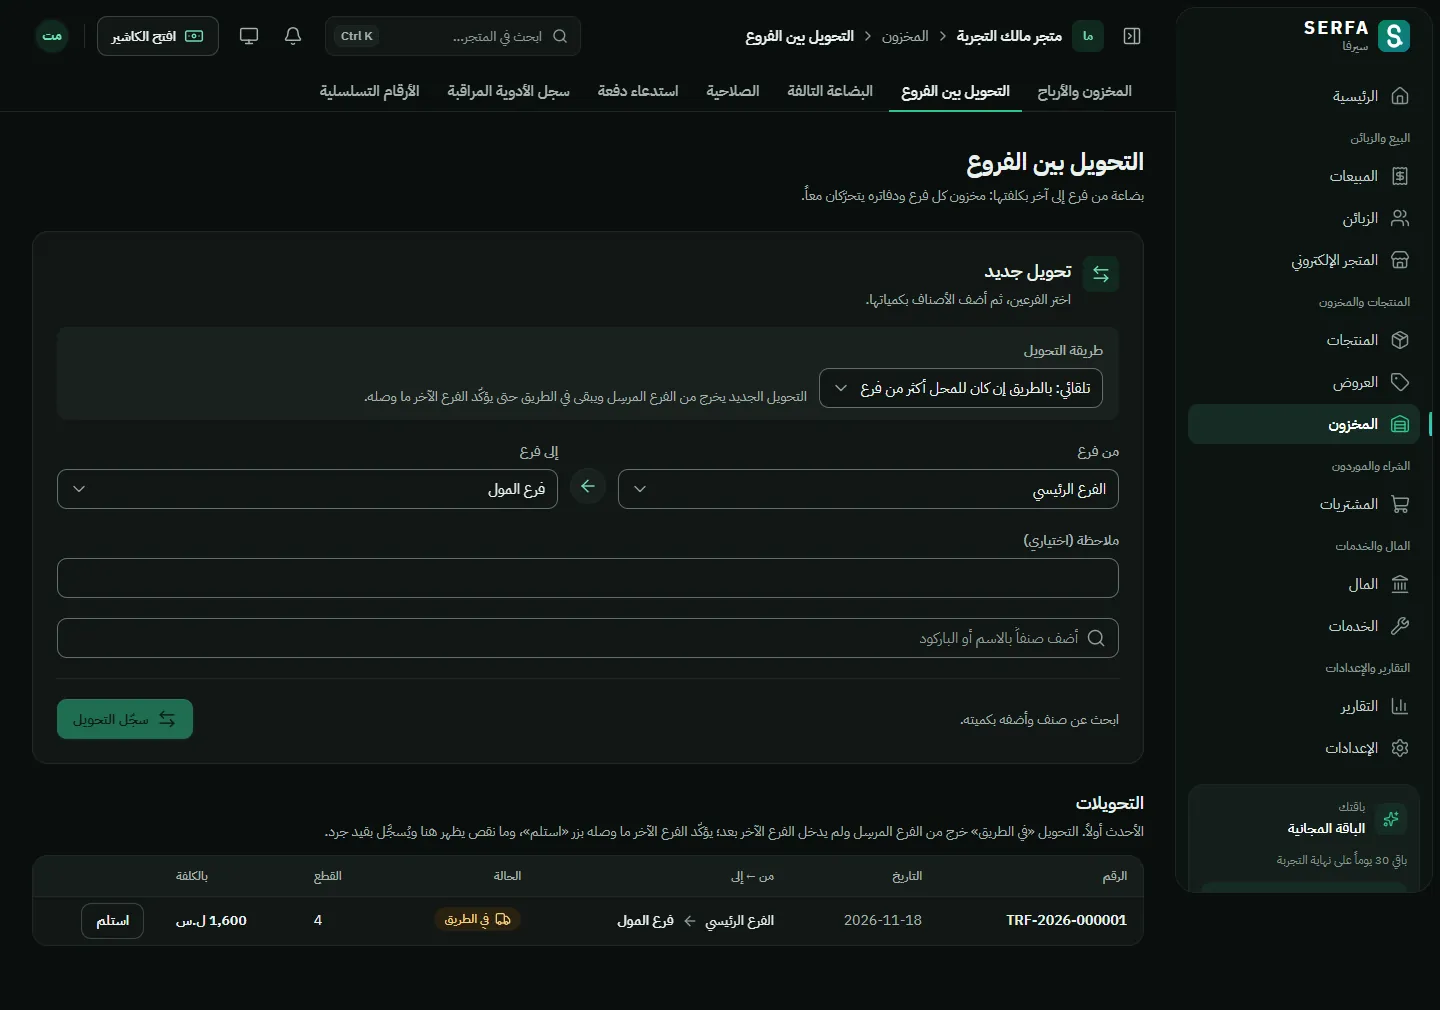 SERFA
سيرفا
الرئيسية
البيع والزبائن
المبيعات
الزبائن
المتجر الإلكتروني
المنتجات والمخزون
المنتجات
العروض
المخزون
الشراء والموردون
المشتريات
المال والخدمات
المال
الخدمات
التقارير والإعدادات
التقارير
الإعدادات
باقتك
الباقة المجانية
باقي 30 يوماً على نهاية التجربة
ما متجر مالك التجربة > المخزون > التحويل بين الفروع
ابحث في المتجر... Ctrl K
افتح الكاشير
مت
المخزون والأرباح التحويل بين الفروع البضاعة التالفة الصلاحية استدعاء دفعة سجل الأدوية المراقبة الأرقام التسلسلية
التحويل بين الفروع
بضاعة من فرع إلى آخر بكلفتها: مخزون كل فرع ودفاتره يتحرّكان معاً.
تحويل جديد
اختر الفرعين، ثم أضف الأصناف بكمياتها.
طريقة التحويل
تلقائي: بالطريق إن كان للمحل أكثر من فرع
التحويل الجديد يخرج من الفرع المرسِل ويبقى في الطريق حتى يؤكّد الفرع الآخر ما وصله.
من فرع إلى فرع
الفرع الرئيسي ← فرع المول
ملاحظة (اختياري)
أضف صنفاً بالاسم أو الباركود
ابحث عن صنف وأضفه بكميته.
سجّل التحويل
التحويلات
الأحدث أولاً. التحويل «في الطريق» خرج من الفرع المرسِل ولم يدخل الفرع الآخر بعد؛ يؤكّد الفرع الآخر ما وصله بزر «استلم»، وما نقص يظهر هنا ويُسجَّل بقيد جرد.
الرقم التاريخ من ← إلى الحالة القطع بالكلفة
TRF-2026-000001 2026-11-18 الفرع الرئيسي ← فرع المول في الطريق 4 1,600 ل.س استلم